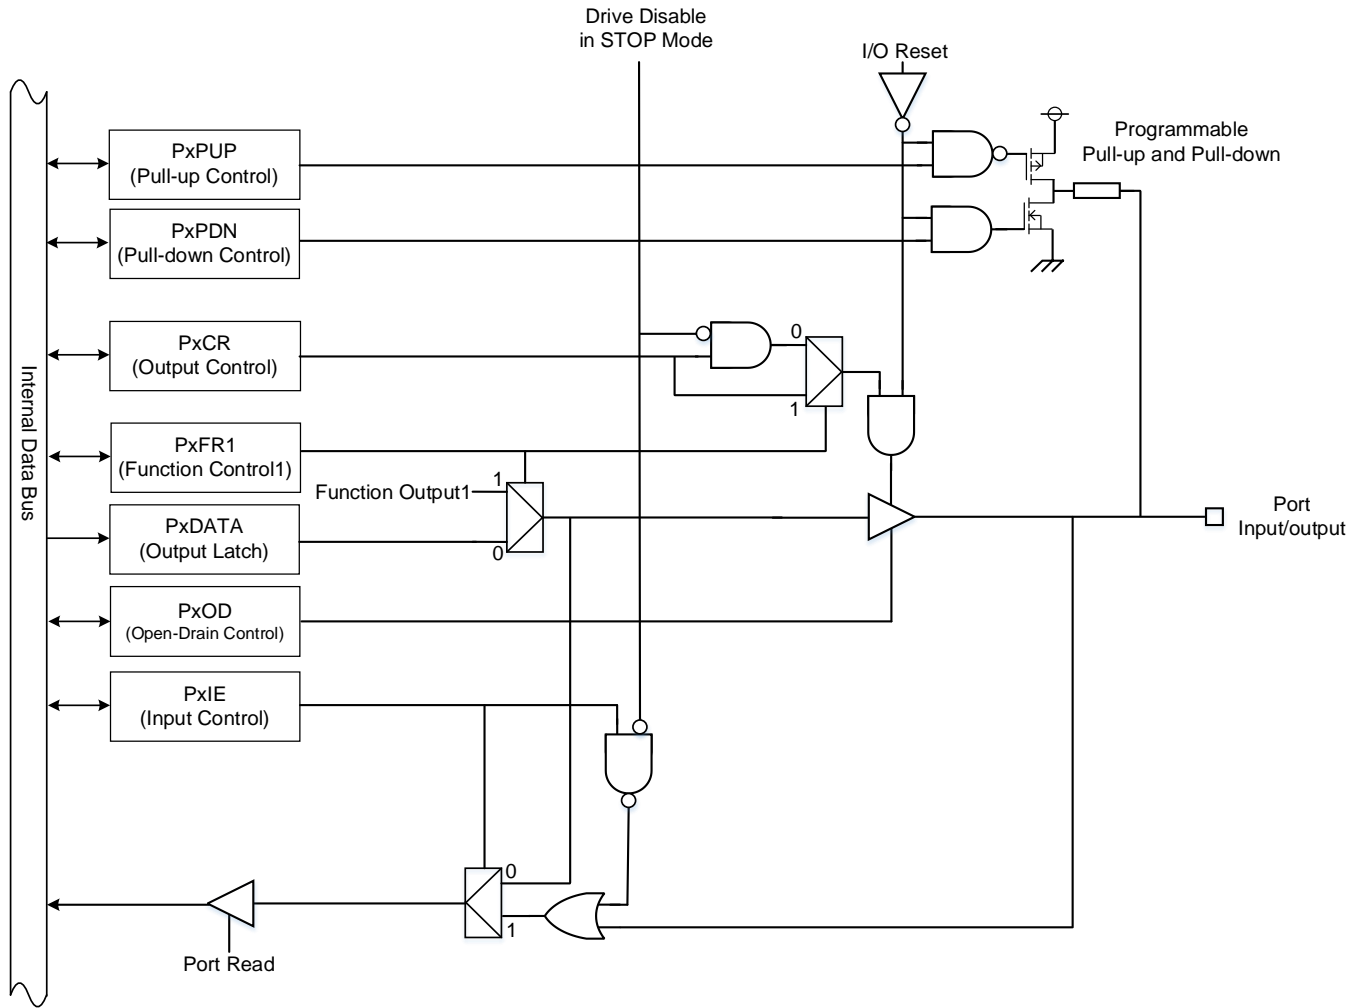 Drive Disable
in STOP Mode
I/O Reset
Programmable
Pull-up and Pull-down
PxPUP
(Pull-up Control)
PxPDN
(Pull-down Control)
PxCR
(Output Control)
0
1
Internal Data Bus
PxFR1
(Function Control1)
Function Output1
1
0
PxDATA
(Output Latch)
Port
Input/output
PxOD
(Open-Drain Control)
PxIE
(Input Control)
0
1
Port Read